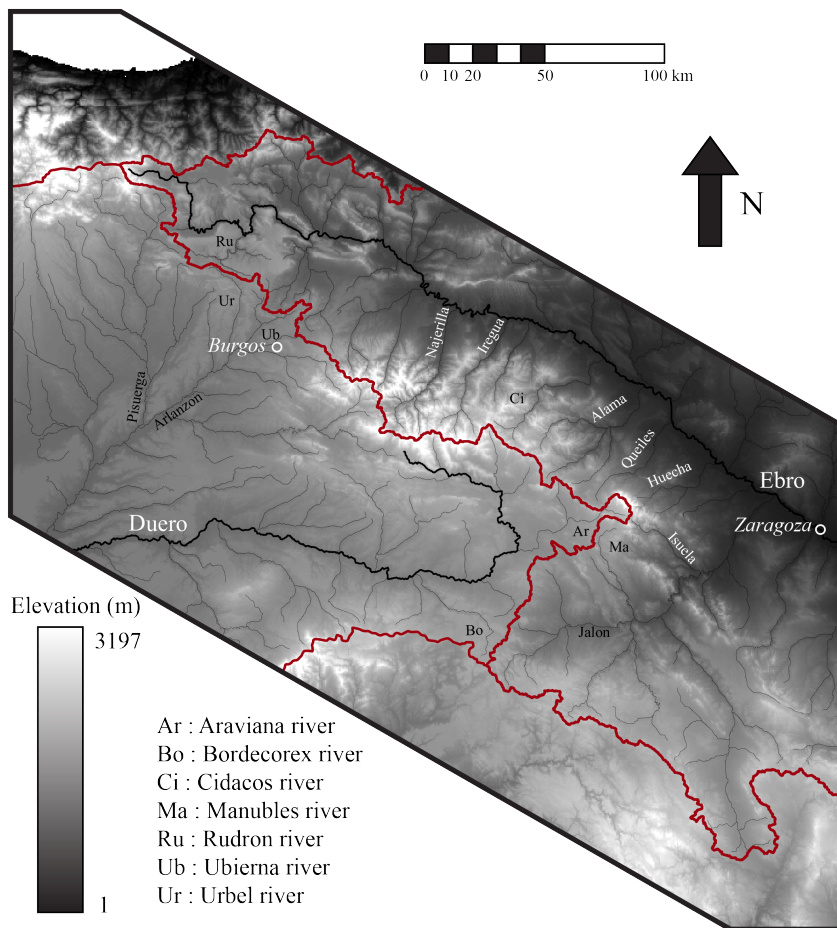 0 10 20 50 100 km
N
Ru
Ur
Ub
Burgos
Najerilla
Iregua
Pisuerga
Arlanzon
Ci
Alama
Queiles
Huecha
Ebro
Zaragoza
Duero
Ar
Ma
Isuela
Bo
Jalon
Elevation (m)
3197
1
Ar : Araviana river
Bo : Bordecorex river
Ci : Cidacos river
Ma : Manubles river
Ru : Rudron river
Ub : Ubierna river
Ur : Urbel river